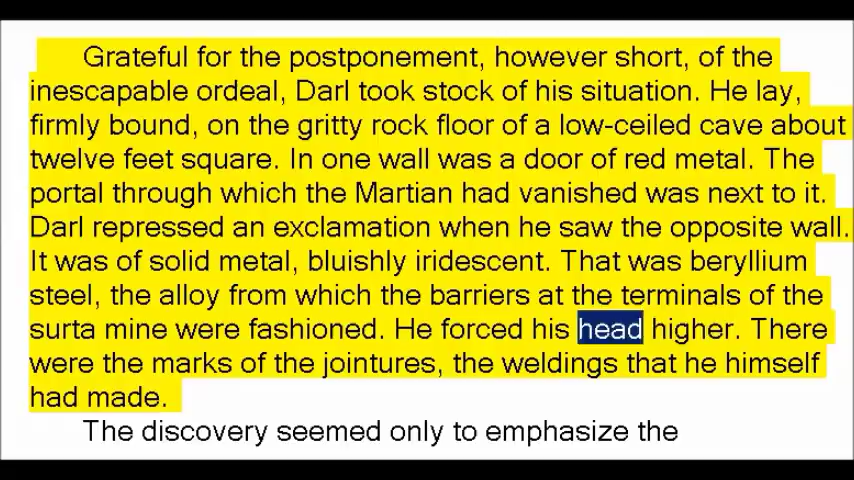 Grateful for the postponement, however short, of the
inescapable ordeal, Darl took stock of his situation. He lay,
firmly bound, on the gritty rock floor of a low-ceiled cave about
twelve feet square. In one wall was a door of red metal. The
portal through which the Martian had vanished was next to it.
Darl repressed an exclamation when he saw the opposite wall.
It was of solid metal, bluishly iridescent. That was beryllium
steel, the alloy from which the barriers at the terminals of the
surta mine were fashioned. He forced his head higher. There
were the marks of the jointures, the weldings that he himself
had made.
The discovery seemed only to emphasize the